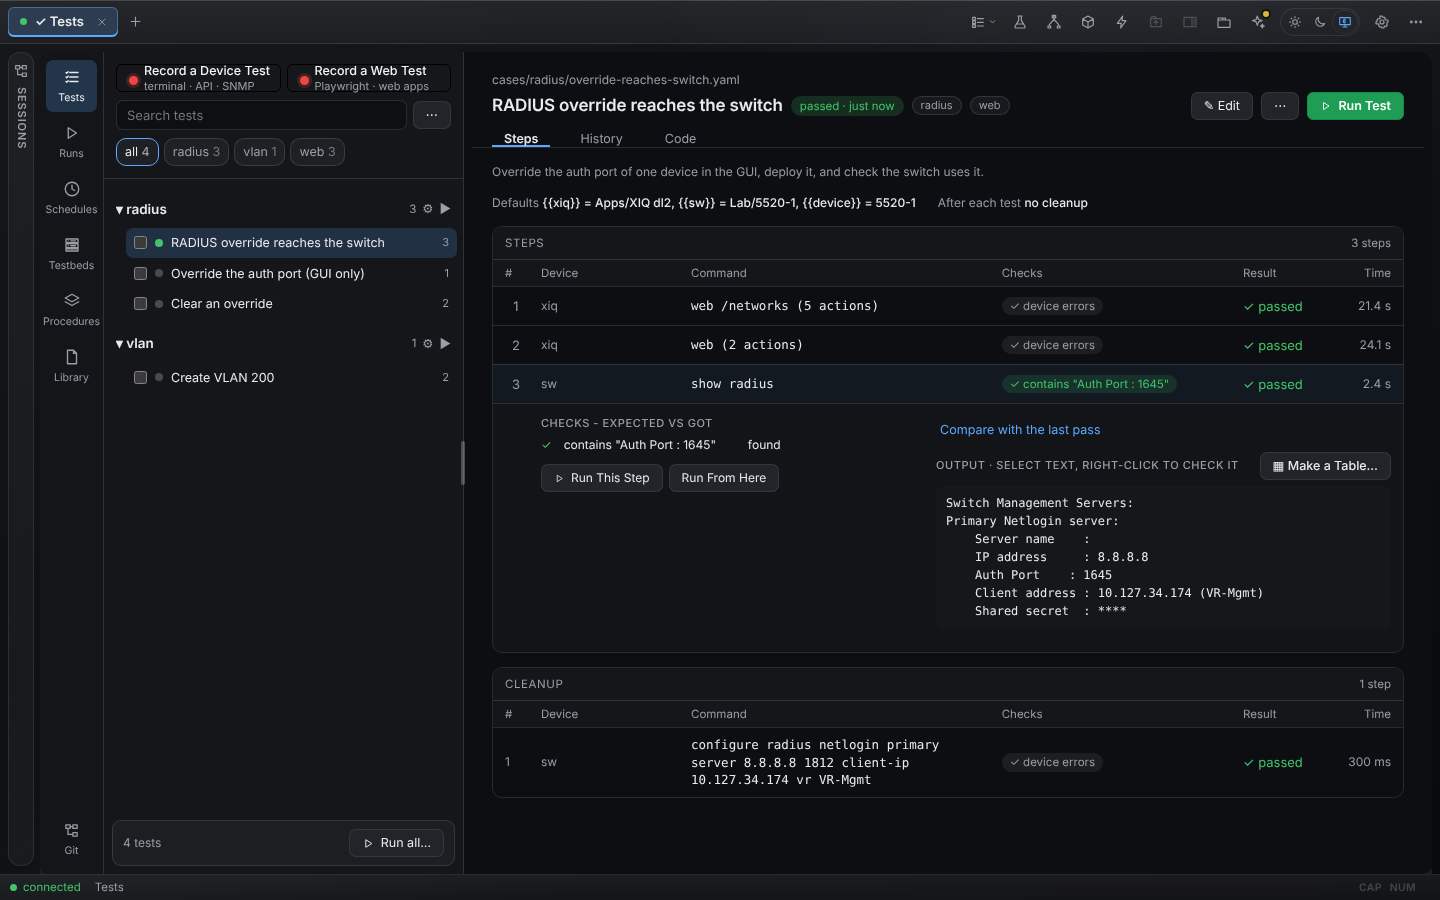 ✓ Tests
SESSIONS
Tests
Runs
Schedules
Testbeds
Procedures
Library
Git
Record a Device Test
terminal · API · SNMP
Record a Web Test
Playwright · web apps
Search tests
all 4
radius 3
vlan 1
web 3
▾ radius 3
RADIUS override reaches the switch 3
Override the auth port (GUI only) 1
Clear an override 2
▾ vlan 1
Create VLAN 200 2
4 tests
Run all...
cases/radius/override-reaches-switch.yaml
RADIUS override reaches the switch passed · just now radius web
Edit
Run Test
Steps History Code
Override the auth port of one device in the GUI, deploy it, and check the switch uses it.
Defaults {{xiq}} = Apps/XIQ dl2, {{sw}} = Lab/5520-1, {{device}} = 5520-1 After each test no cleanup
STEPS 3 steps
# Device Command Checks Result Time
1 xiq web /networks (5 actions) ✓ device errors ✓ passed 21.4 s
2 xiq web (2 actions) ✓ device errors ✓ passed 24.1 s
3 sw show radius ✓ contains "Auth Port : 1645" ✓ passed 2.4 s
CHECKS - EXPECTED VS GOT
✓ contains "Auth Port : 1645" found
Run This Step
Run From Here
Compare with the last pass
OUTPUT · SELECT TEXT, RIGHT-CLICK TO CHECK IT
Make a Table...
Switch Management Servers:
Primary Netlogin server:
Server name :
IP address : 8.8.8.8
Auth Port : 1645
Client address : 10.127.34.174 (VR-Mgmt)
Shared secret : ****
CLEANUP 1 step
# Device Command Checks Result Time
1 sw configure radius netlogin primary
server 8.8.8.8 1812 client-ip
10.127.34.174 vr VR-Mgmt
✓ device errors ✓ passed 300 ms
connected Tests
CAP NUM